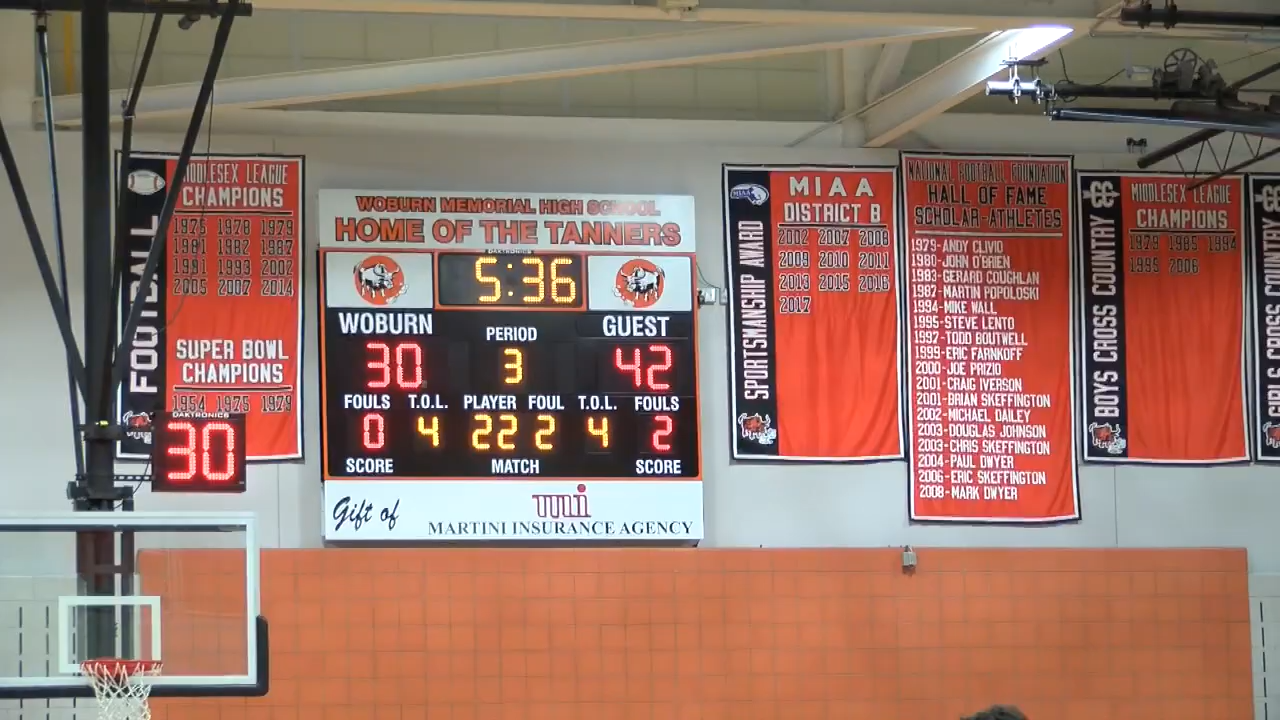 FOOTBALL
MIDDLESEX LEAGUE
CHAMPIONS
1975 1978 1979
1981 1982 1987
1991 1993 2002
2005 2007 2014
SUPER BOWL
CHAMPIONS
1954 1975 1979
DAKTRONICS
30
WOBURN MEMORIAL HIGH SCHOOL
HOME OF THE TANNERS
DAKTRONICS
5:36
WOBURN
PERIOD
GUEST
30
3
42
FOULS T.O.L. PLAYER FOUL T.O.L. FOULS
0 4 22 2 4 2
SCORE MATCH SCORE
Gift of
MARTINI INSURANCE AGENCY
SPORTSMANSHIP AWARD
MIAA
DISTRICT B
2002 2007 2008
2009 2010 2011
2013 2015 2016
2017
NATIONAL FOOTBALL FOUNDATION
HALL OF FAME
SCHOLAR-ATHLETES
1979-ANDY CLIVIO
1980-JOHN O'BRIEN
1983-GERARD COUGHLAN
1987-MARTIN POPOLOSKI
1994-MIKE WALL
1995-STEVE LENTO
1997-TODD BOUTWELL
1999-ERIC FARNKOFF
2000-JOE PRIZIO
2001-CRAIG IVERSON
2001-BRIAN SKEFFINGTON
2002-MICHAEL DAILEY
2003-DOUGLAS JOHNSON
2003-CHRIS SKEFFINGTON
2004-PAUL DWYER
2006-ERIC SKEFFINGTON
2008-MARK DWYER
BOYS CROSS COUNTRY
CC
MIDDLESEX LEAGUE
CHAMPIONS
1979 1985 1994
1995 2006
GIRLS CROSS